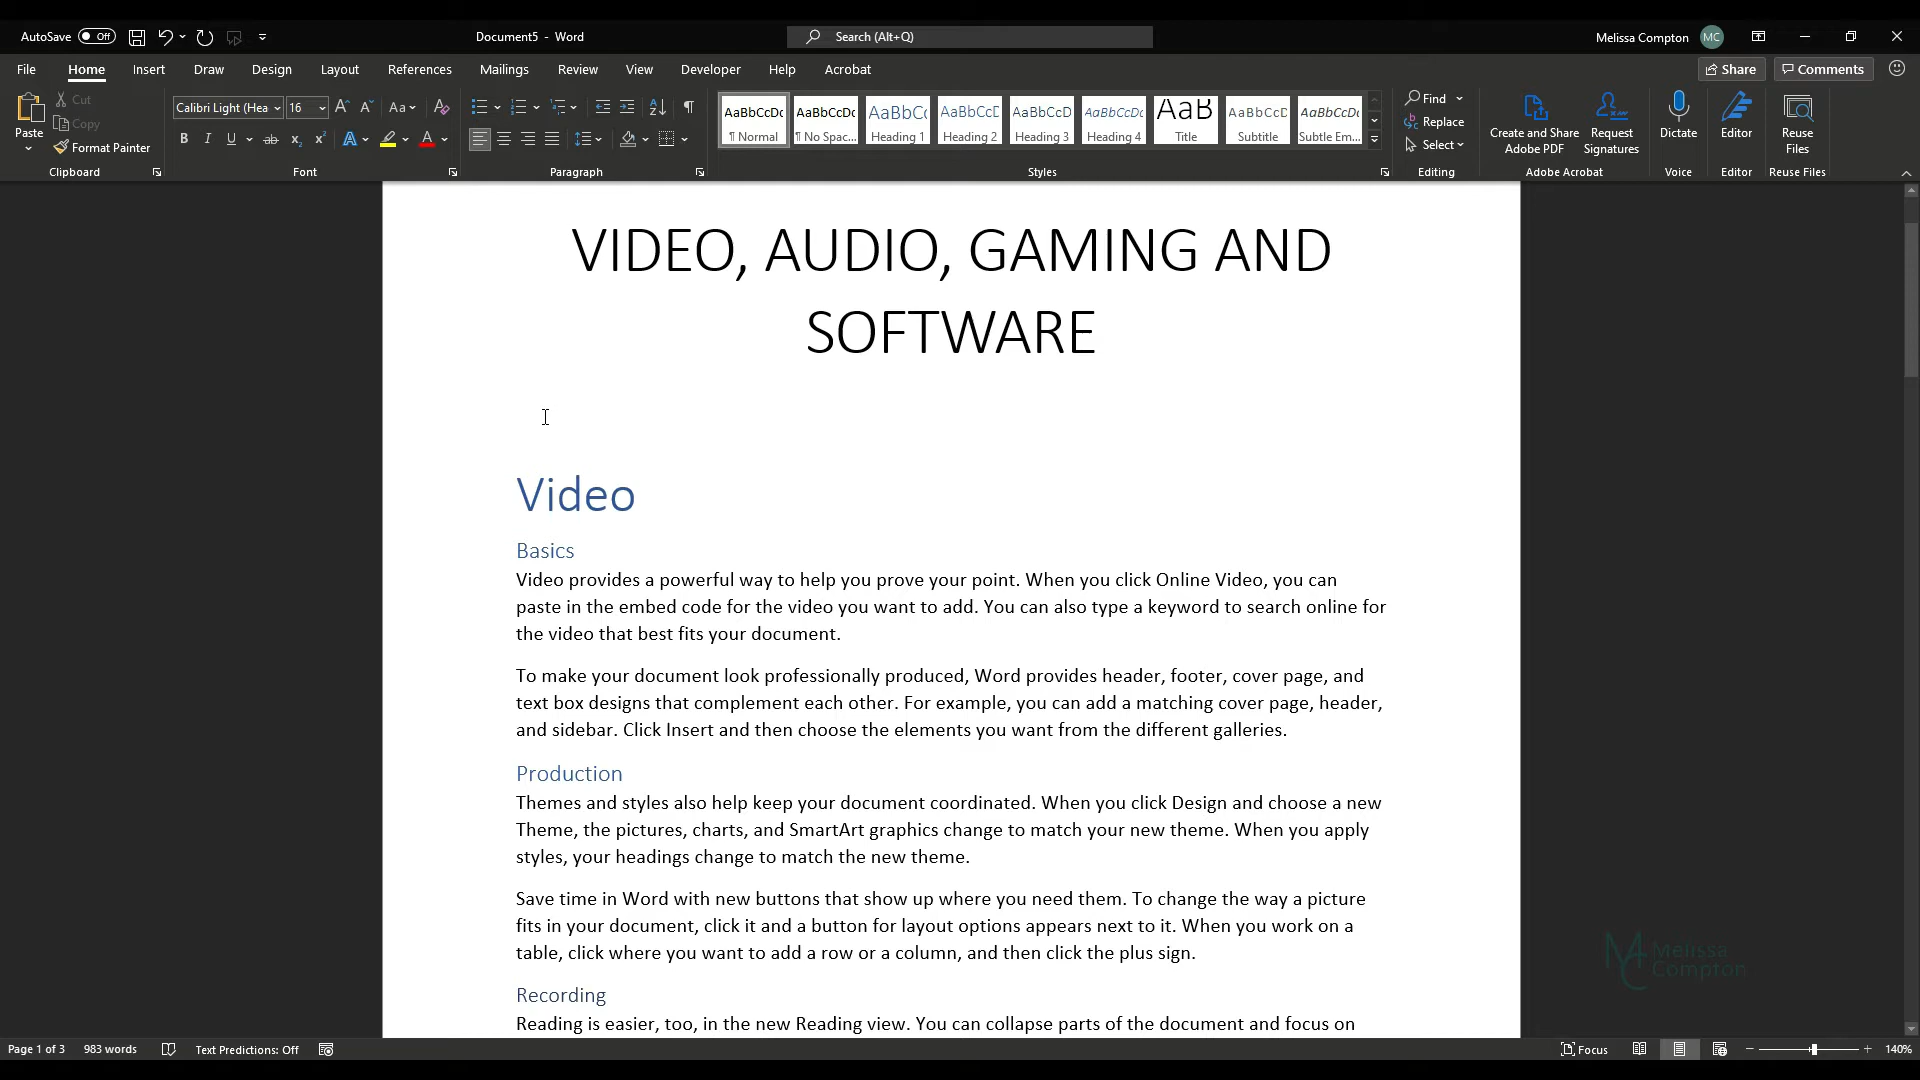 AutoSave Off
Document5 - Word
Search (Alt+Q)
Melissa Compton MC
File Home Insert Draw Design Layout References Mailings Review View Developer Help Acrobat
Share Comments
Paste
Cut
Copy
Format Painter
Clipboard
Calibri Light (Hea 16
Font
Paragraph
AaBbCcDc ¶ Normal
AaBbCcDc ¶ No Spac...
AaBbC( Heading 1
AaBbCcD Heading 2
AaBbCcD Heading 3
AaBbCcDc Heading 4
AaB Title
AaBbCcD Subtitle
AaBbCcDc Subtle Em...
Styles
Find
Replace
Select
Editing
Create and Share
Adobe PDF
Request
Signatures
Adobe Acrobat
Dictate
Voice
Editor
Editor
Reuse
Files
Reuse Files
VIDEO, AUDIO, GAMING AND
SOFTWARE
Video
Basics
Video provides a powerful way to help you prove your point. When you click Online Video, you can
paste in the embed code for the video you want to add. You can also type a keyword to search online for
the video that best fits your document.
To make your document look professionally produced, Word provides header, footer, cover page, and
text box designs that complement each other. For example, you can add a matching cover page, header,
and sidebar. Click Insert and then choose the elements you want from the different galleries.
Production
Themes and styles also help keep your document coordinated. When you click Design and choose a new
Theme, the pictures, charts, and SmartArt graphics change to match your new theme. When you apply
styles, your headings change to match the new theme.
Save time in Word with new buttons that show up where you need them. To change the way a picture
fits in your document, click it and a button for layout options appears next to it. When you work on a
table, click where you want to add a row or a column, and then click the plus sign.
Recording
Reading is easier, too, in the new Reading view. You can collapse parts of the document and focus on
Melissa
Compton
Page 1 of 3 983 words Text Predictions: Off
Focus 140%